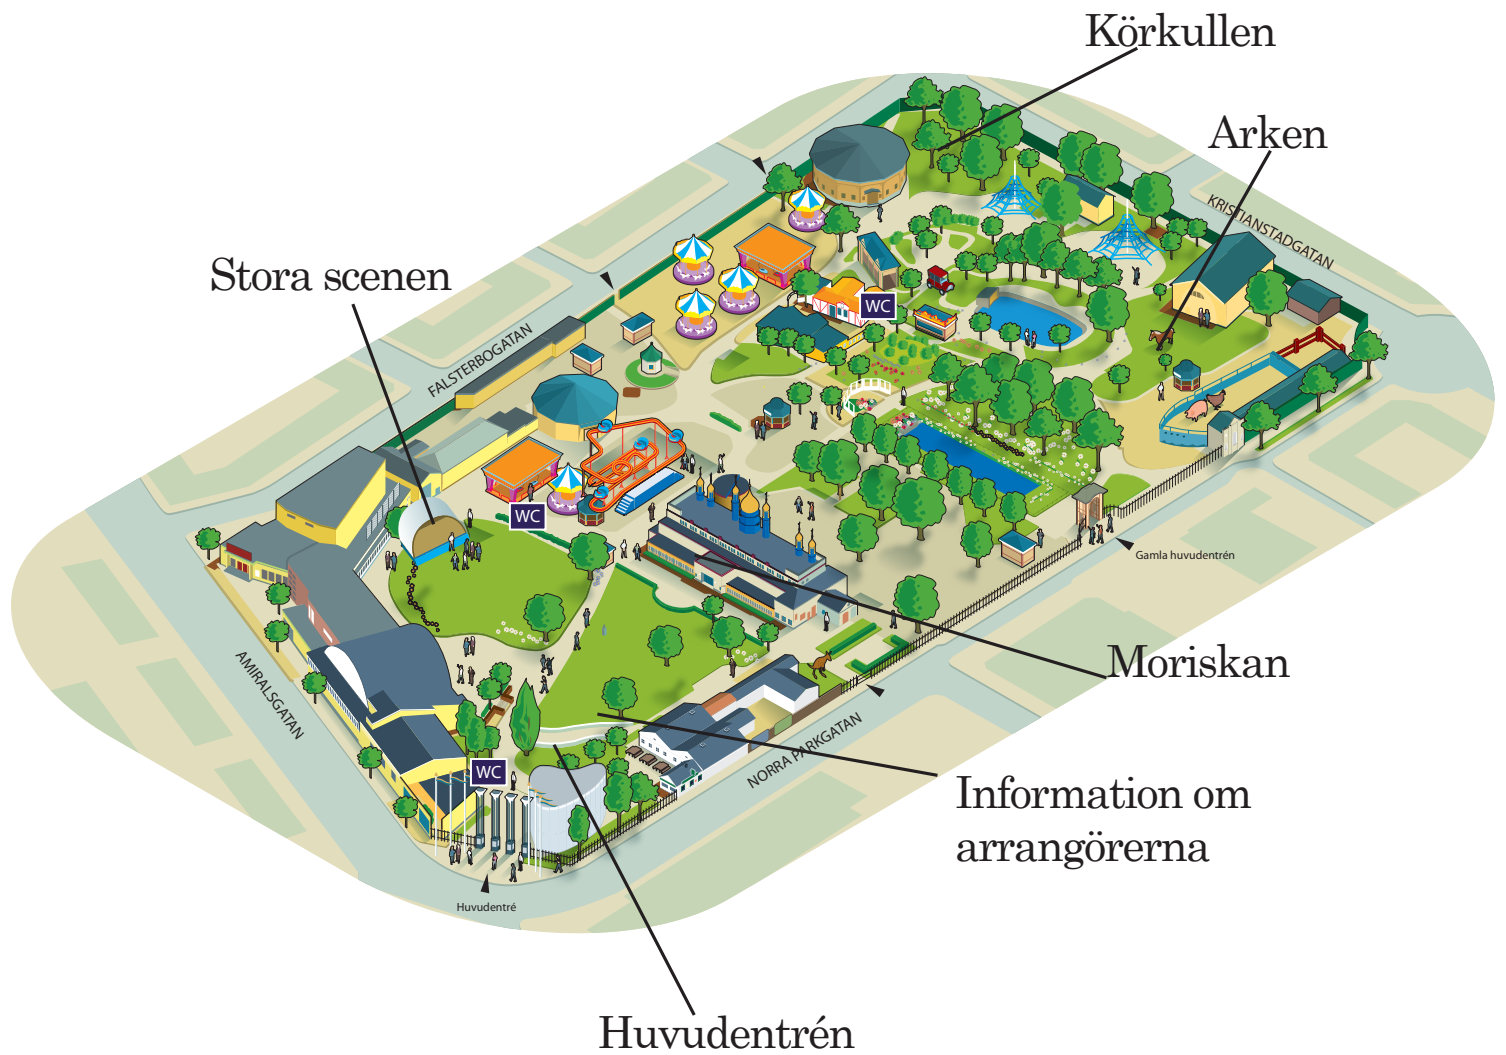 Körkullen
Arken
KRISTIANSTADGATAN
Stora scenen
WC
FALSTERBOGATAN
WC
Gamla huvudentrén
Moriskan
AMIRALSGATAN
NORRA PARKGATAN
WC
Information om
arrangörerna
Huvudentré
Huvudentrén